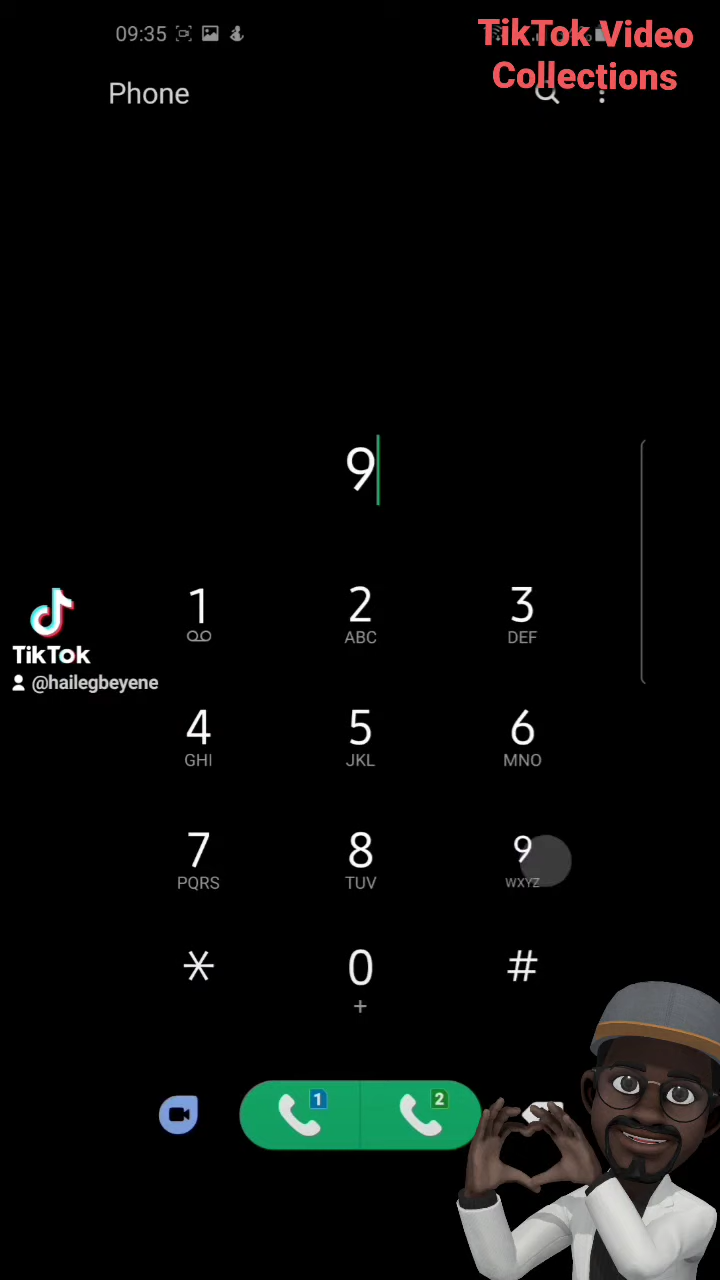 09:35
TikTok Video
Collections
Phone
9
1
2
ABC
3
DEF
TikTok
@hailegbeyene
4
GHI
5
JKL
6
MNO
7
PQRS
8
TUV
9
WXYZ
*
0
+
#
1
2